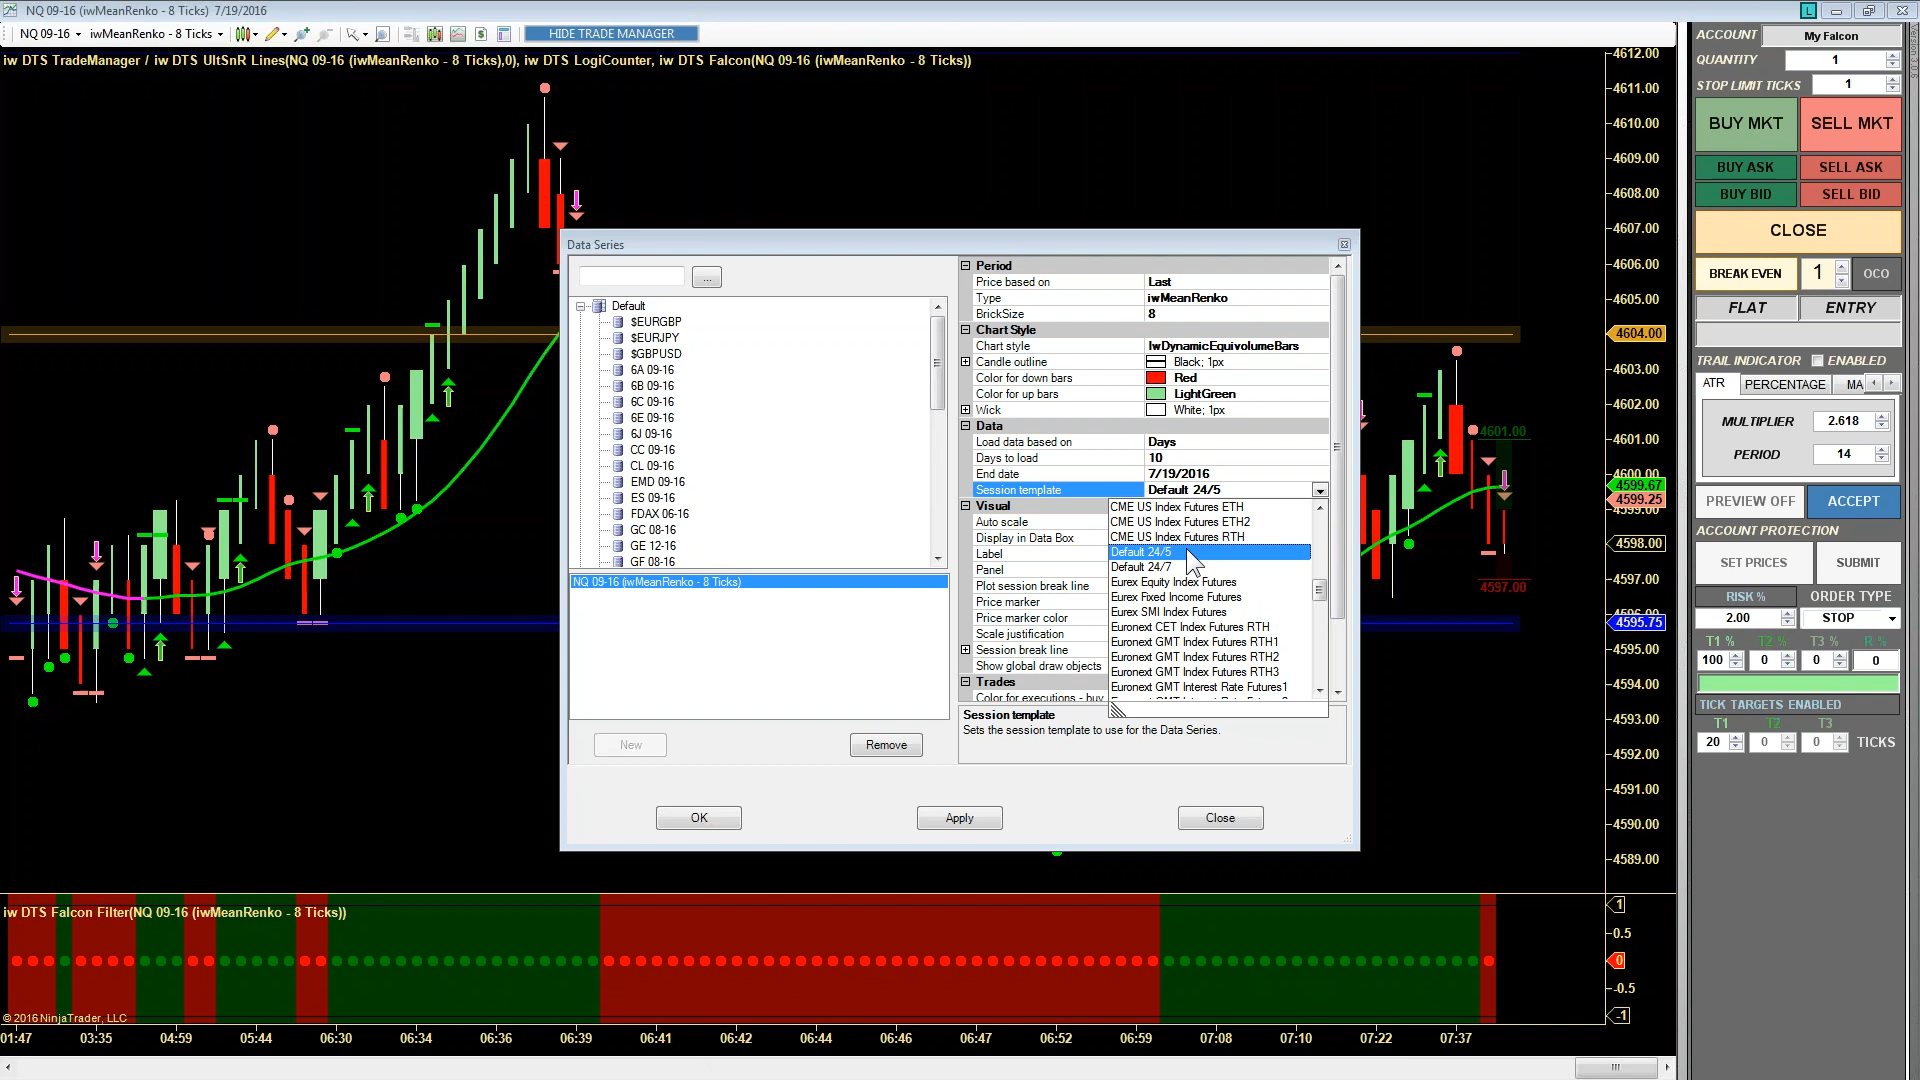 NQ 09-16 (iwMeanRenko - 8 Ticks) 7/19/2016
L
NQ 09-16 iwMeanRenko - 8 Ticks HIDE TRADE MANAGER
iw DTS TradeManager / iw DTS UltSnR Lines(NQ 09-16 (iwMeanRenko - 8 Ticks),0), iw DTS LogiCounter, iw DTS Falcon(NQ 09-16 (iwMeanRenko - 8 Ticks))
4612.00
4611.00
4610.00
4609.00
4608.00
4607.00
4606.00
4605.00
4604.00
4603.00
4602.00
4601.00
4600.00
4599.67
4599.25
4599.00
4598.00
4597.00
4595.75
4595.00
4594.00
4593.00
4592.00
4591.00
4590.00
4589.00
4601.00
4597.00
Data Series
...
Default
$EURGBP
$EURJPY
$GBPUSD
6A 09-16
6B 09-16
6C 09-16
6E 09-16
6J 09-16
CC 09-16
CL 09-16
EMD 09-16
ES 09-16
FDAX 06-16
GC 08-16
GE 12-16
GF 08-16
NQ 09-16 (iwMeanRenko - 8 Ticks)
New
Remove
Period
Price based on Last
Type iwMeanRenko
BrickSize 8
Chart Style
Chart style IwDynamicEquivolumeBars
Candle outline Black; 1px
Color for down bars Red
Color for up bars LightGreen
Wick White; 1px
Data
Load data based on Days
Days to load 10
End date 7/19/2016
Session template Default 24/5
Visual
Auto scale
Display in Data Box
Label
Panel
Plot session break line
Price marker
Price marker color
Scale justification
Session break line
Show global draw objects
Trades
Color for executions - buy
CME US Index Futures ETH
CME US Index Futures ETH2
CME US Index Futures RTH
Default 24/5
Default 24/7
Eurex Equity Index Futures
Eurex Fixed Income Futures
Eurex SMI Index Futures
Euronext CET Index Futures RTH
Euronext GMT Index Futures RTH1
Euronext GMT Index Futures RTH2
Euronext GMT Index Futures RTH3
Euronext GMT Interest Rate Futures1
Session template
Sets the session template to use for the Data Series.
OK
Apply
Close
iw DTS Falcon Filter(NQ 09-16 (iwMeanRenko - 8 Ticks))
1
0.5
0
-0.5
-1
© 2016 NinjaTrader, LLC
01:47 03:35 04:59 05:44 06:30 06:34 06:36 06:39 06:41 06:42 06:44 06:46 06:47 06:52 06:59 07:08 07:10 07:22 07:37
ACCOUNT My Falcon
QUANTITY 1
STOP LIMIT TICKS 1
BUY MKT SELL MKT
BUY ASK SELL ASK
BUY BID SELL BID
CLOSE
BREAK EVEN 1 OCO
FLAT ENTRY
TRAIL INDICATOR ENABLED
ATR PERCENTAGE MA
MULTIPLIER 2.618
PERIOD 14
PREVIEW OFF ACCEPT
ACCOUNT PROTECTION
SET PRICES SUBMIT
RISK % ORDER TYPE
2.00 STOP
T1 % T2 % T3 % R %
100 0 0 0
TICK TARGETS ENABLED
T1 T2 T3
20 0 0 TICKS